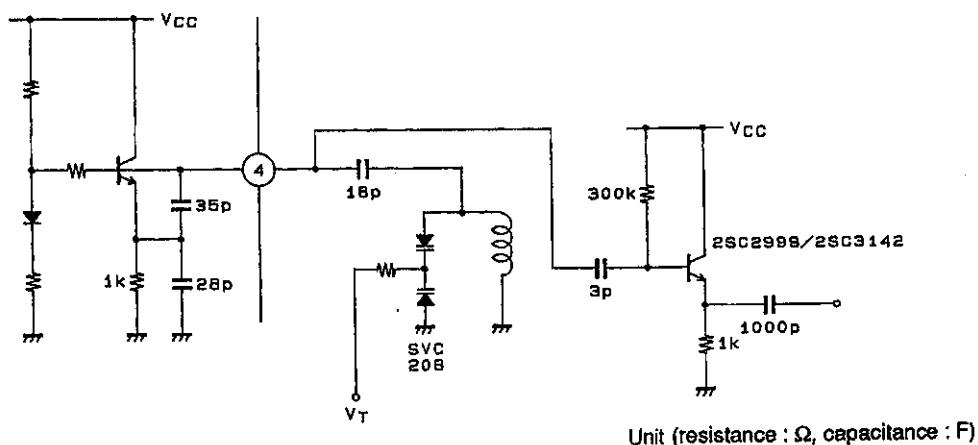 VCC
VCC
4
35p
18p
300k
2SC2999/2SC3142
1k
28p
3p
1000p
1k
SVC
208
VT
Unit (resistance : Ω, capacitance : F)